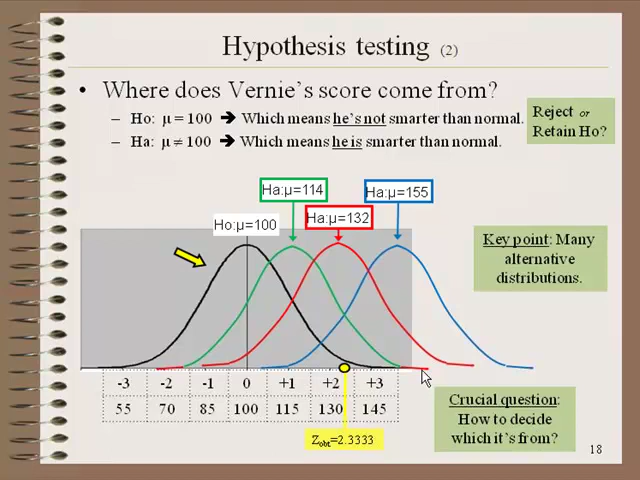 Hypothesis testing (2)
• Where does Vernie's score come from?
– Ho: μ = 100 ➔ Which means he's not smarter than normal.
– Ha: μ ≠ 100 ➔ Which means he is smarter than normal.
Reject or
Retain Ho?
Ha:μ=114
Ha:μ=155
Ho:μ=100
Ha:μ=132
Key point: Many
alternative
distributions.
-3 -2 -1 0 +1 +2 +3
55 70 85 100 115 130 145
Zobt=2.3333
Crucial question:
How to decide
which it's from?
18